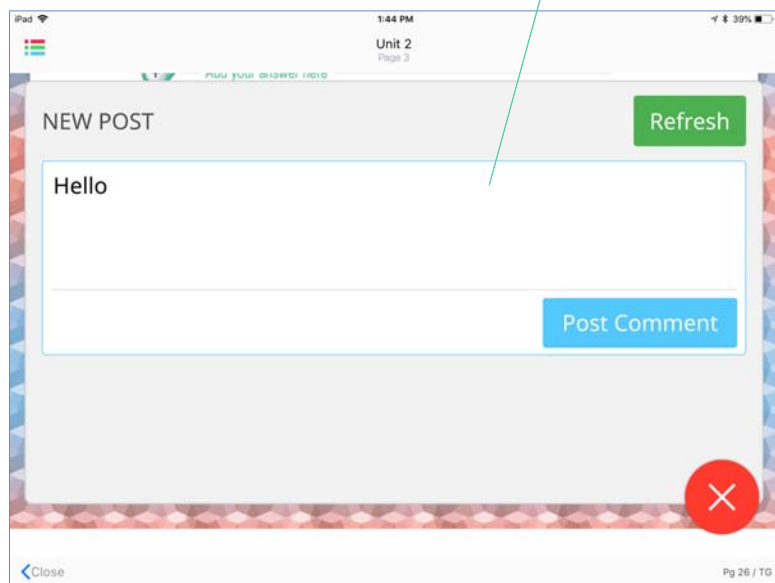 iPad 1:44 PM 39%
Unit 2
Page 3
Add your answer here
NEW POST Refresh
Hello
Post Comment
Close Pg 26 / TG